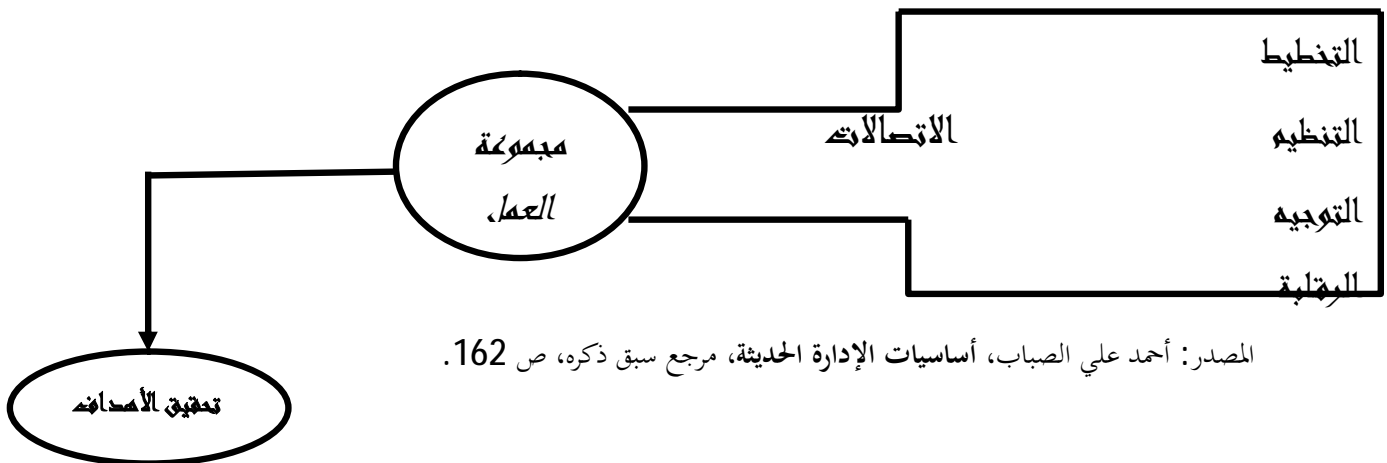 التخطيط
التنظيم
التوجيه
الرقابة
الاتصالات
مجموعة
العمل
تحقيق الأهداف
المصدر: أحمد علي الصباب، أساسيات الإدارة الحديثة، مرجع سبق ذكره، ص 162.